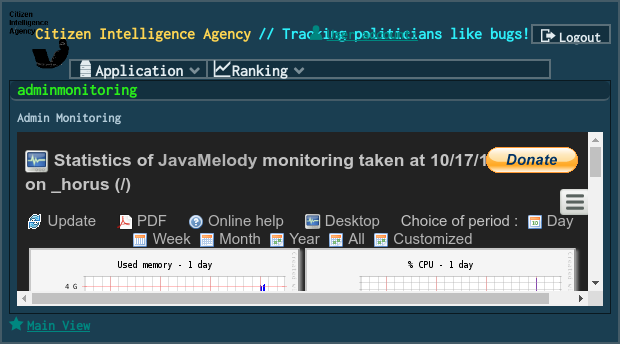 Citizen
Intelligence
Agency
Citizen Intelligence Agency // Tracking politicians like bugs!
Logout
Application
Ranking
adminmonitoring
Admin Monitoring
Statistics of JavaMelody monitoring taken at 10/17/1
Donate
on _horus (/)
Update PDF Online help Desktop Choice of period : Day
Week Month Year All Customized
Used memory - 1 day
% CPU - 1 day
4 G
Main View